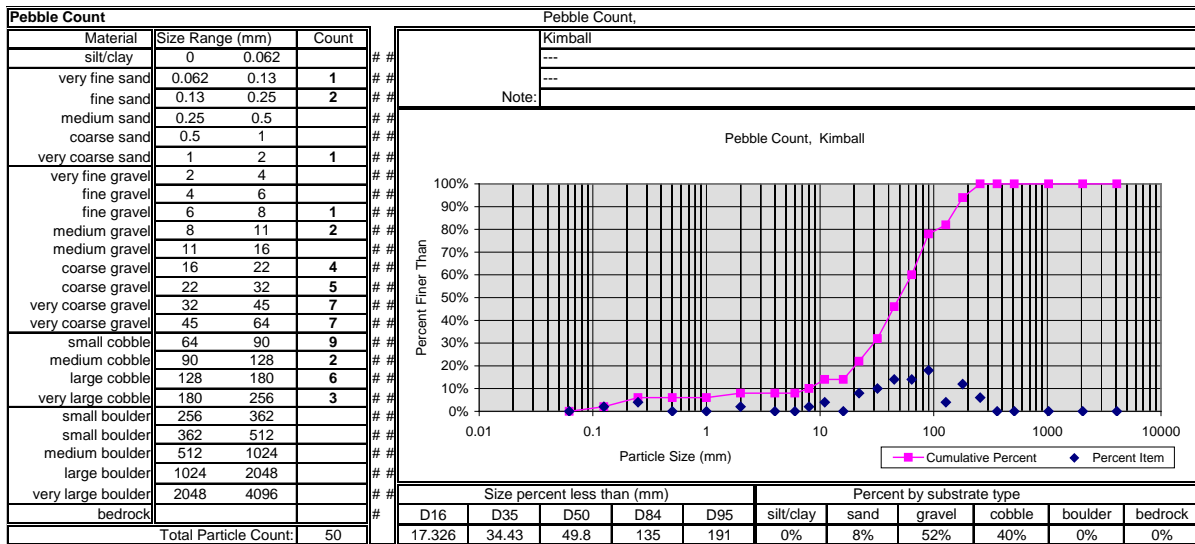 Pebble Count Pebble Count,
Material Size Range (mm) Count
silt/clay 0 0.062 # #
very fine sand 0.062 0.13 1 # #
fine sand 0.13 0.25 2 # #
medium sand 0.25 0.5 # #
coarse sand 0.5 1 # #
very coarse sand 1 2 1 # #
very fine gravel 2 4 # #
fine gravel 4 6 # #
fine gravel 6 8 1 # #
medium gravel 8 11 2 # #
medium gravel 11 16 # #
coarse gravel 16 22 4 # #
coarse gravel 22 32 5 # #
very coarse gravel 32 45 7 # #
very coarse gravel 45 64 7 # #
small cobble 64 90 9 # #
medium cobble 90 128 2 # #
large cobble 128 180 6 # #
very large cobble 180 256 3 # #
small boulder 256 362 # #
small boulder 362 512 # #
medium boulder 512 1024 # #
large boulder 1024 2048 # #
very large boulder 2048 4096 # #
bedrock #
Total Particle Count: 50
Kimball
---
---
Note:
Pebble Count, Kimball
Percent Finer Than
100%
90%
80%
70%
60%
50%
40%
30%
20%
10%
0%
0.01 0.1 1 10 100 1000 10000
Particle Size (mm)
Cumulative Percent Percent Item
Size percent less than (mm) Percent by substrate type
D16 D35 D50 D84 D95 silt/clay sand gravel cobble boulder bedrock
17.326 34.43 49.8 135 191 0% 8% 52% 40% 0% 0%